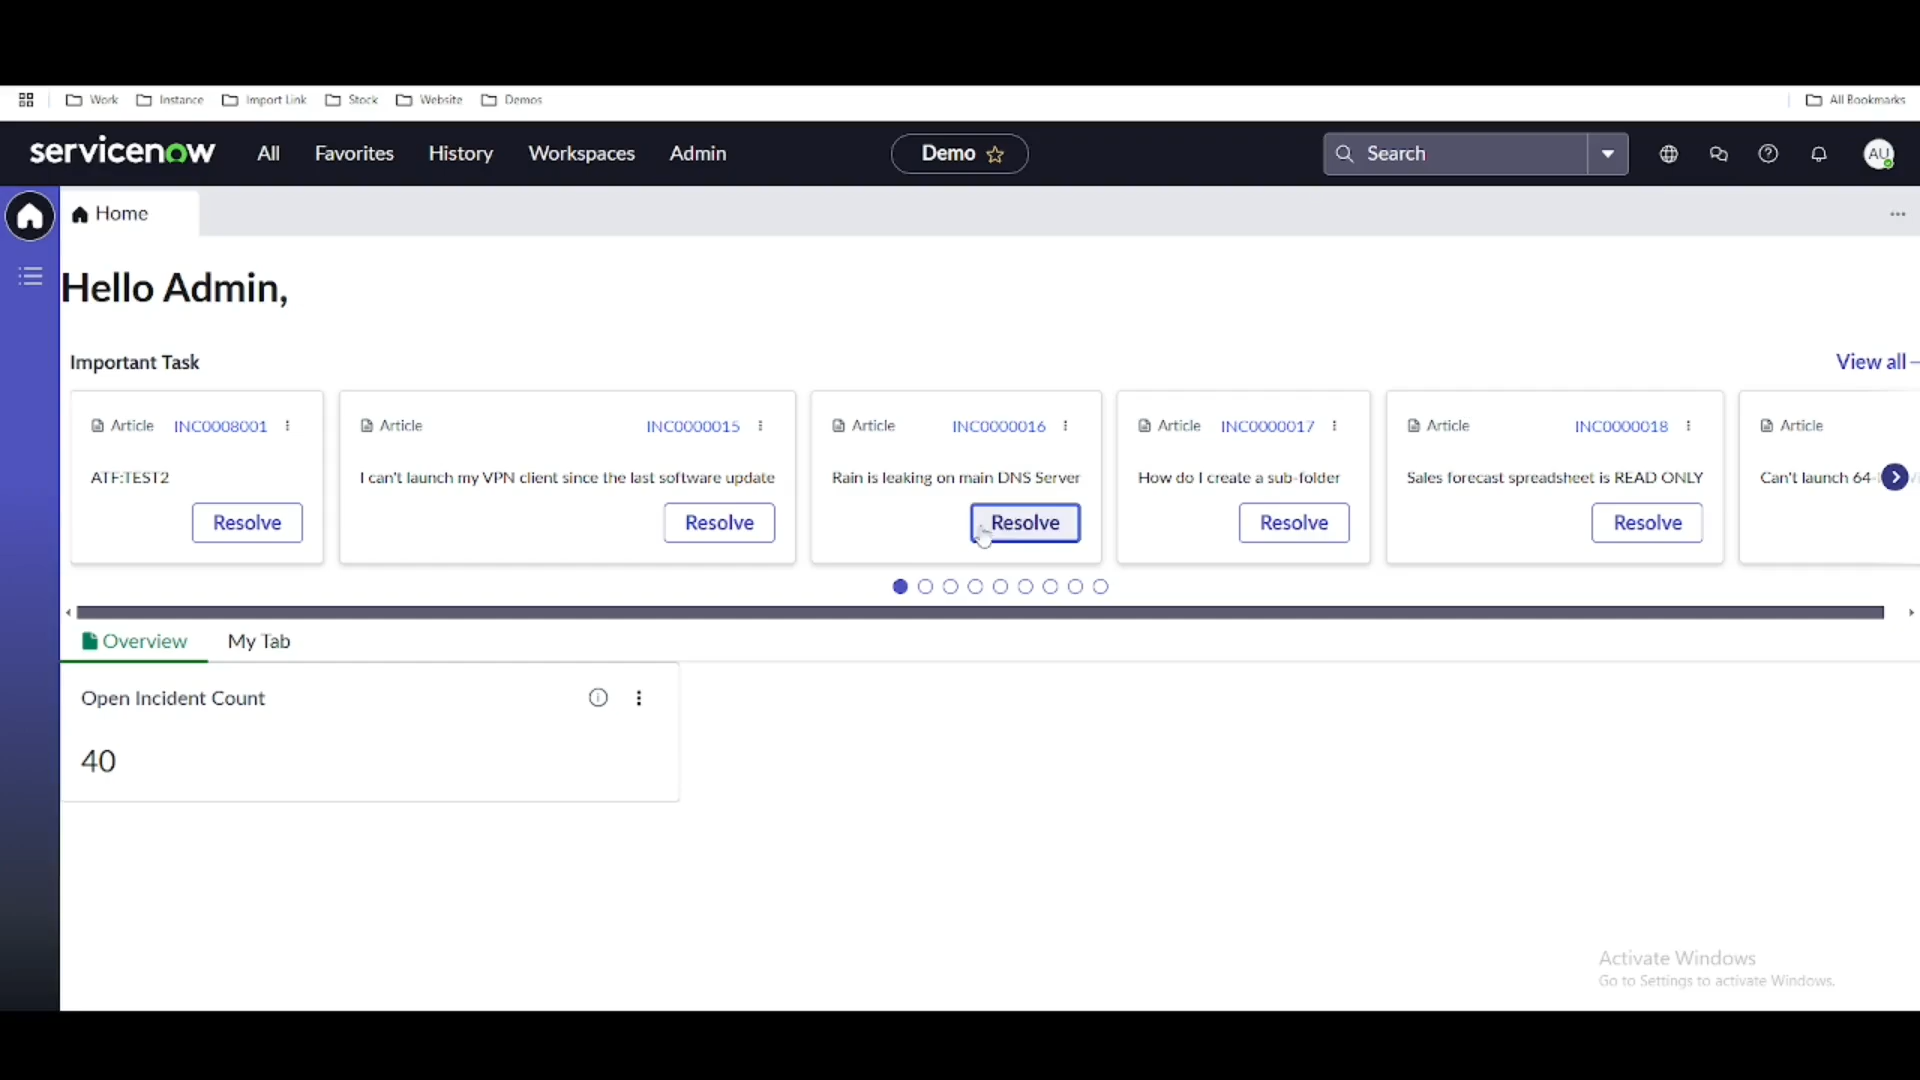 Work Instance Import Link Stock Website Demos All Bookmarks
servicenow All Favorites History Workspaces Admin Demo Search AU
Home
Hello Admin,
Important Task View all
Article INC0008001 Article INC0000015 Article INC0000016 Article INC0000017 Article INC0000018 Article
ATF:TEST2 I can't launch my VPN client since the last software update Rain is leaking on main DNS Server How do I create a sub-folder Sales forecast spreadsheet is READ ONLY Can't launch 64-
Resolve Resolve Resolve Resolve Resolve
Overview My Tab
Open Incident Count
40
Activate Windows
Go to Settings to activate Windows.